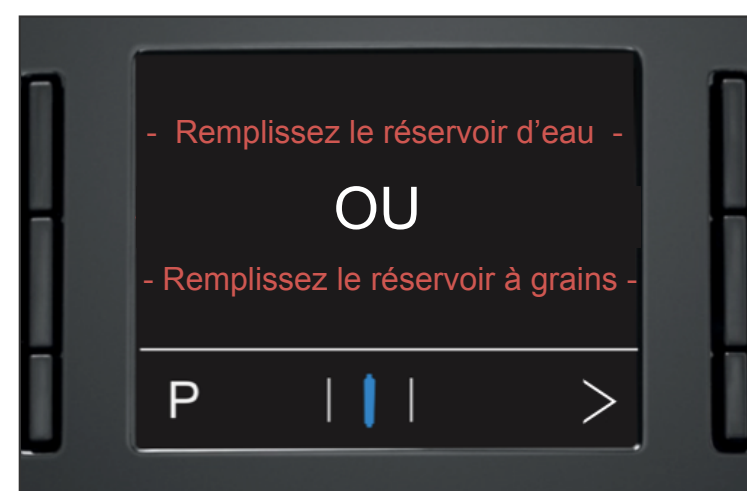 - Remplissez le réservoir d’eau -
OU
- Remplissez le réservoir à grains -
P | | | >